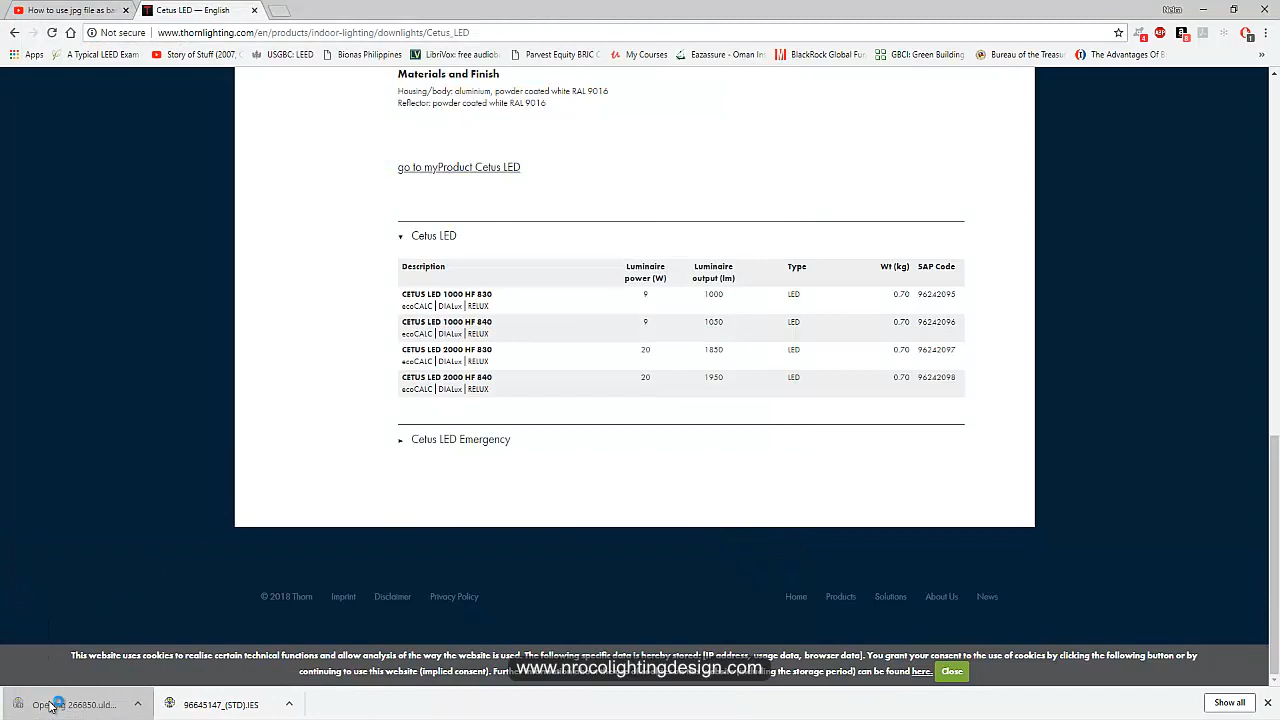 How to use jpg file as ba
Cetus LED — English
Nelm
Not secure
www.thornlighting.com/en/products/indoor-lighting/downlights/Cetus_LED
Apps
A Typical LEED Exam
Story of Stuff (2007,
USGBC: LEED
Bionas Philippines
LibriVox free audiob
Parvest Equity BRIC
My Courses
Eazassure - Oman In
BlackRock Global Fun
GBCI: Green Building
Bureau of the Treasu
The Advantages Of B
»
Materials and Finish
Housing/body: aluminium, powder coated white RAL 9016
Reflector: powder coated white RAL 9016
go to myProduct Cetus LED
Cetus LED
Description Luminaire power (W) Luminaire output (lm) Type Wt (kg) SAP Code
CETUS LED 1000 HF 830 9 1000 LED 0.70 96242095
ecoCALC | DIALux | RELUX
CETUS LED 1000 HF 840 9 1050 LED 0.70 96242096
ecoCALC | DIALux | RELUX
CETUS LED 2000 HF 830 20 1850 LED 0.70 96242097
ecoCALC | DIALux | RELUX
CETUS LED 2000 HF 840 20 1950 LED 0.70 96242098
ecoCALC | DIALux | RELUX
Cetus LED Emergency
© 2018 Thorn Imprint Disclaimer Privacy Policy Home Products Solutions About Us News
This website uses cookies to realise certain technical functions and allow analysis of the way the website is used. The following specific data is hereby stored: [IP address, usage data, browser data]. You grant your consent to the use of cookies by clicking the following button or by
continuing to use this website (implied consent). Further the storage period) can be found here. Close
www.nrocolightingdesign.com
Ope 266850.uld...
96645147_(STD).IES
Show all